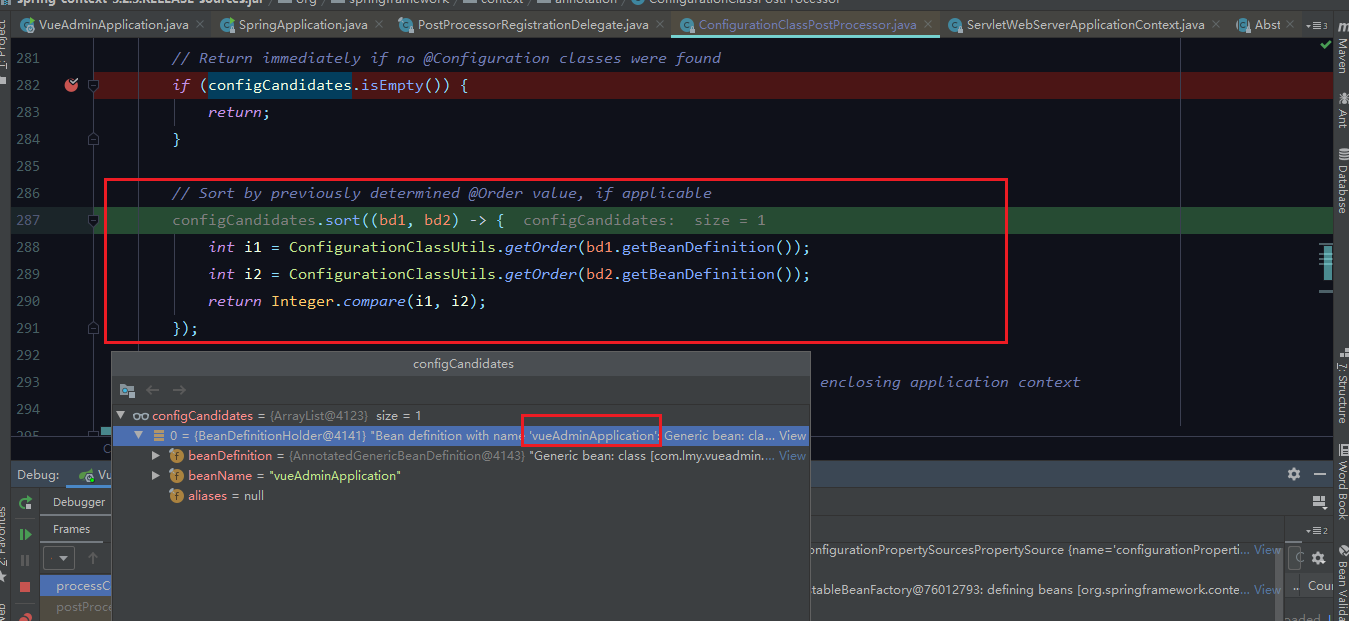 spring-context-5.2.5.RELEASE-sources.jar org springframework context annotation ConfigurationClassPostProcessor
VueAdminApplication.java SpringApplication.java PostProcessorRegistrationDelegate.java ConfigurationClassPostProcessor.java ServletWebServerApplicationContext.java Abst 3
281 // Return immediately if no @Configuration classes were found
282 if (configCandidates.isEmpty()) {
283 return;
284 }
285
286 // Sort by previously determined @Order value, if applicable
287 configCandidates.sort((bd1, bd2) -> { configCandidates: size = 1
288 int i1 = ConfigurationClassUtils.getOrder(bd1.getBeanDefinition());
289 int i2 = ConfigurationClassUtils.getOrder(bd2.getBeanDefinition());
290 return Integer.compare(i1, i2);
291 });
292
configCandidates
293 enclosing application context
294
295
configCandidates = {ArrayList@4123} size = 1
0 = {BeanDefinitionHolder@4141} "Bean definition with name 'vueAdminApplication': Generic bean: cla... View
beanDefinition = {AnnotatedGenericBeanDefinition@4143} "Generic bean: class [com.lmy.vueadmin.... View
beanName = "vueAdminApplication"
aliases = null
Debug: Vu
Debugger
Frames 2
onfigurationPropertySourcesPropertySource {name='configurationProperti... View
processC
stableBeanFactory@76012793: defining beans [org.springframework.conte... View
.. Coun
postProce
1: Project
2: Favorites
Maven
Ant
Database
7: Structure
Word Book
Bean Valida